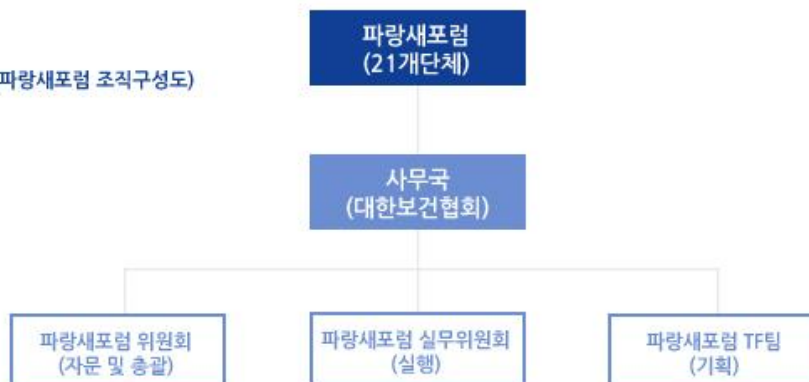 파랑새포럼
(21개단체)
파랑새포럼 조직구성도)
사무국
(대한보건협회)
파랑새포럼 위원회
(자문 및 총괄)
파랑새포럼 실무위원회
(실행)
파랑새포럼 TF팀
(기획)